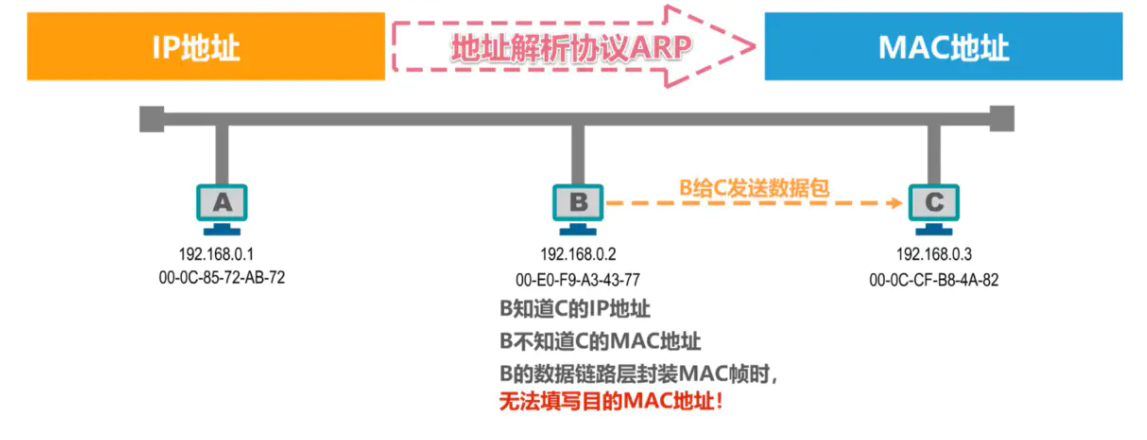 IP地址
地址解析协议ARP
MAC地址
A
B
B给C发送数据包
C
192.168.0.1
00-0C-85-72-AB-72
192.168.0.2
00-E0-F9-A3-43-77
192.168.0.3
00-0C-CF-B8-4A-82
B知道C的IP地址
B不知道C的MAC地址
B的数据链路层封装MAC帧时，
无法填写目的MAC地址！